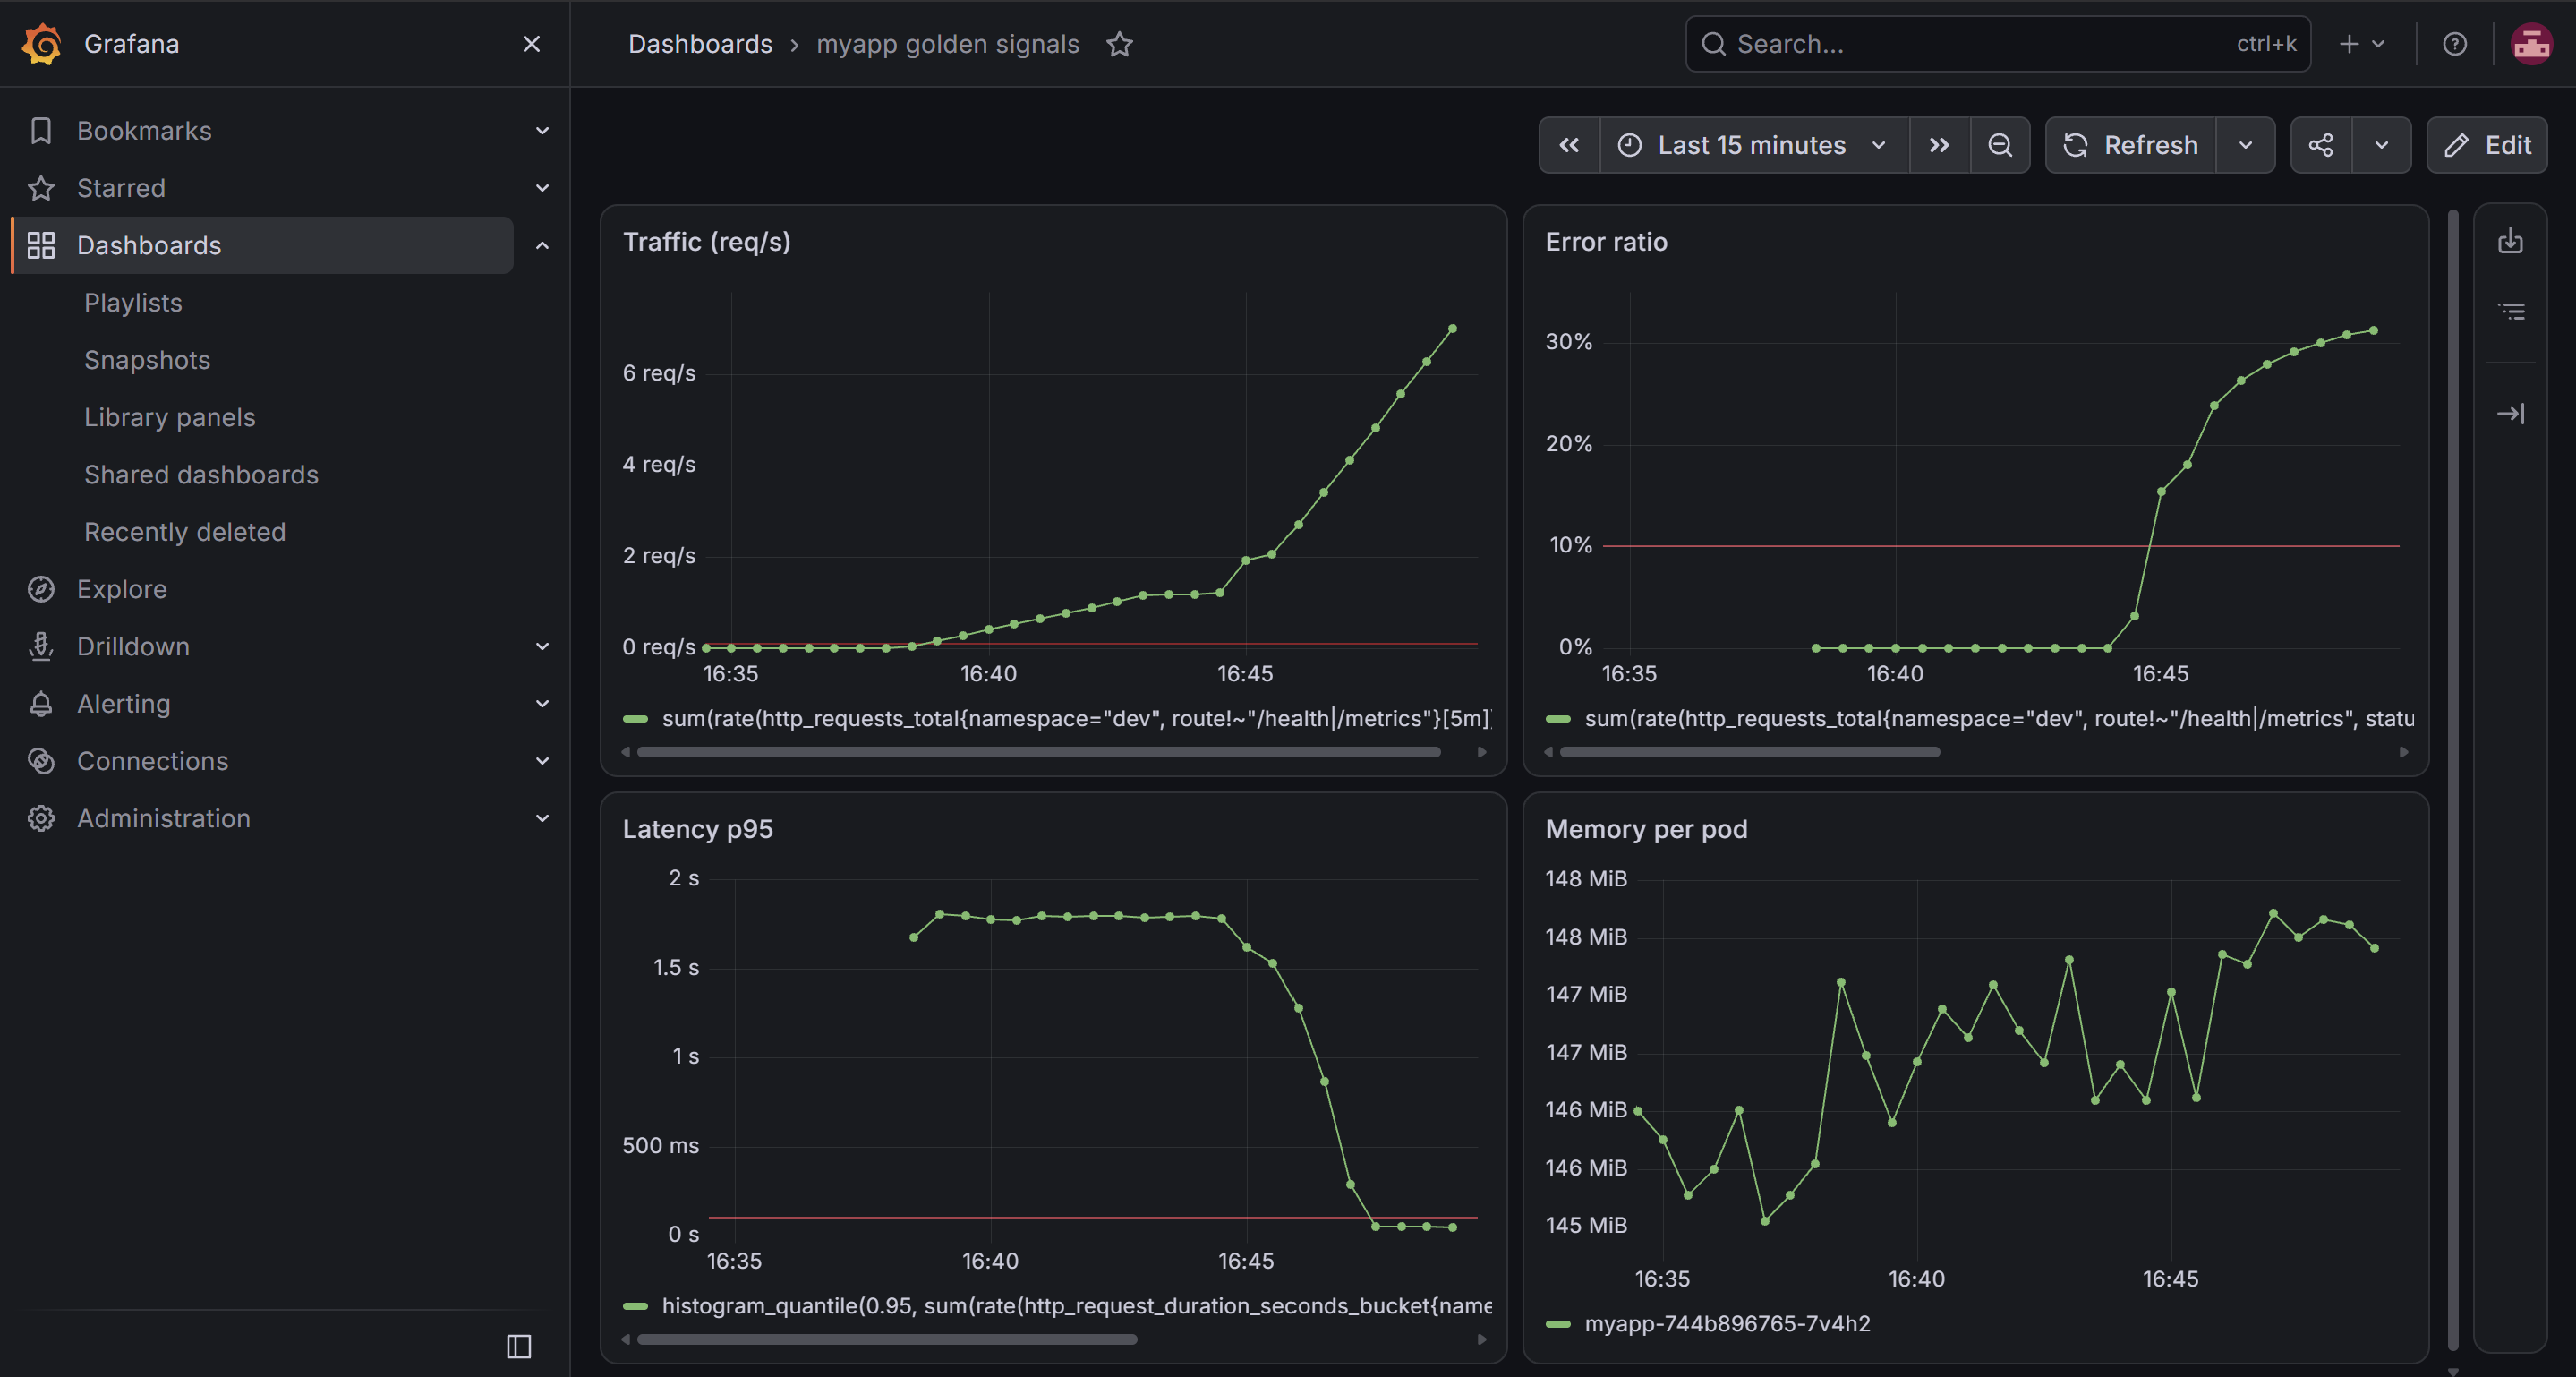 Grafana
Dashboards › myapp golden signals
Search...
ctrl+k
Bookmarks
Starred
Dashboards
Playlists
Snapshots
Library panels
Shared dashboards
Recently deleted
Explore
Drilldown
Alerting
Connections
Administration
Last 15 minutes
Refresh
Edit
Traffic (req/s)
6 req/s
4 req/s
2 req/s
0 req/s
16:35 16:40 16:45
sum(rate(http_requests_total{namespace="dev", route!~"/health|/metrics"}[5m])
Error ratio
30%
20%
10%
0%
16:35 16:40 16:45
sum(rate(http_requests_total{namespace="dev", route!~"/health|/metrics", statu
Latency p95
2 s
1.5 s
1 s
500 ms
0 s
16:35 16:40 16:45
histogram_quantile(0.95, sum(rate(http_request_duration_seconds_bucket{name
Memory per pod
148 MiB
148 MiB
147 MiB
147 MiB
146 MiB
146 MiB
145 MiB
16:35 16:40 16:45
myapp-744b896765-7v4h2